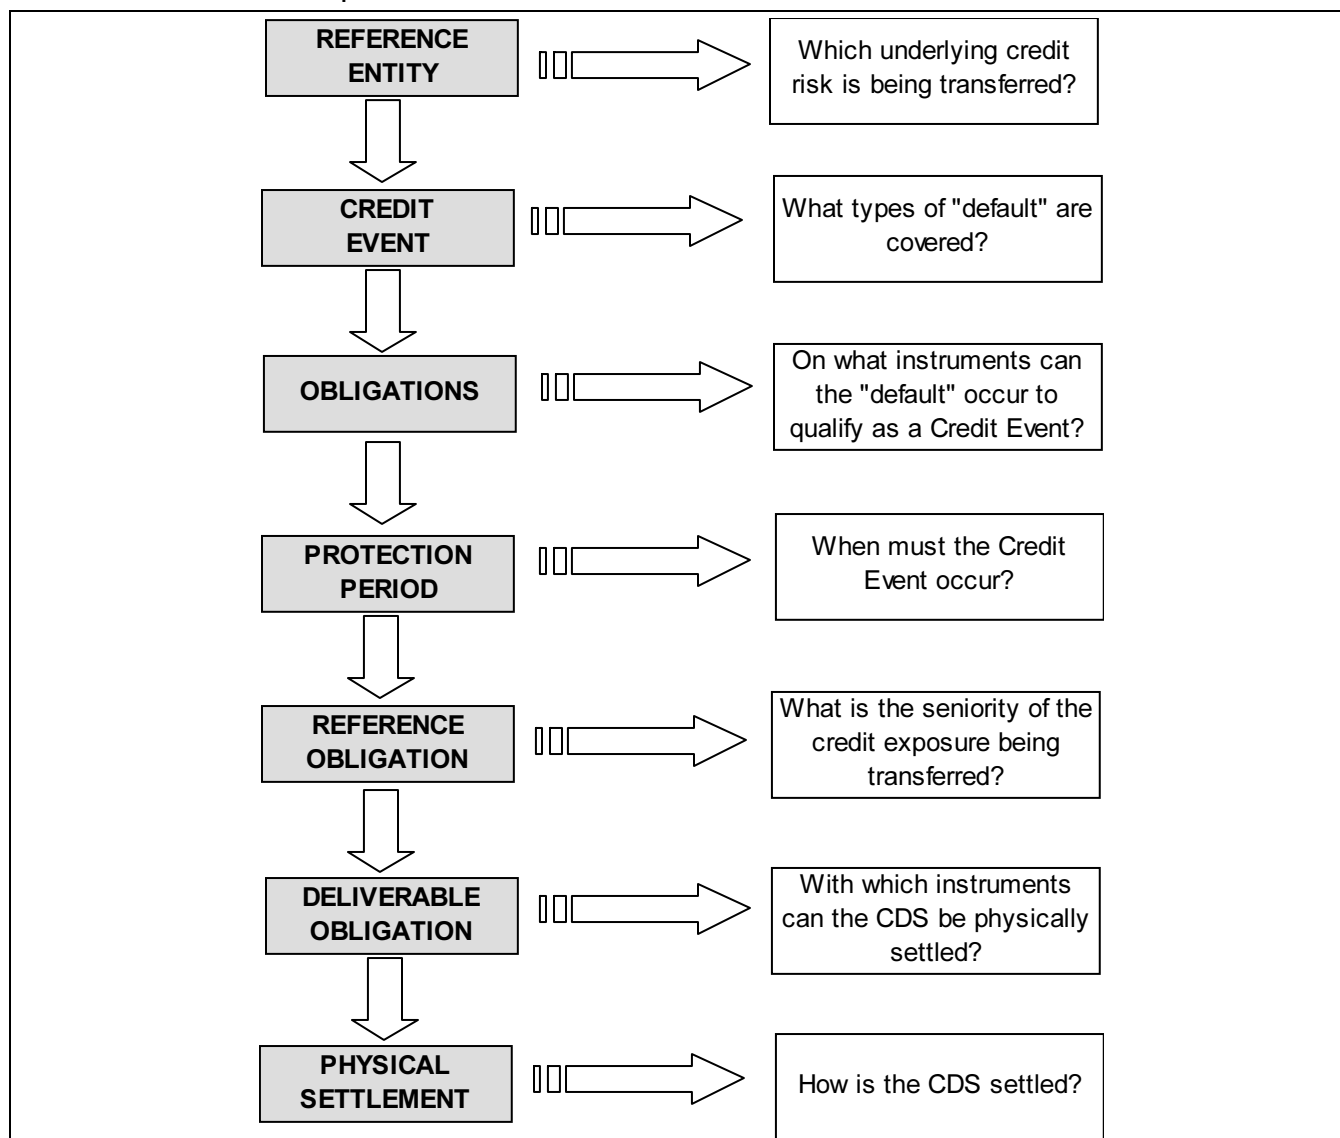 REFERENCE
ENTITY
Which underlying credit
risk is being transferred?
CREDIT
EVENT
What types of "default" are
covered?
OBLIGATIONS
On what instruments can
the "default" occur to
qualify as a Credit Event?
PROTECTION
PERIOD
When must the Credit
Event occur?
REFERENCE
OBLIGATION
What is the seniority of the
credit exposure being
transferred?
DELIVERABLE
OBLIGATION
With which instruments
can the CDS be physically
settled?
PHYSICAL
SETTLEMENT
How is the CDS settled?